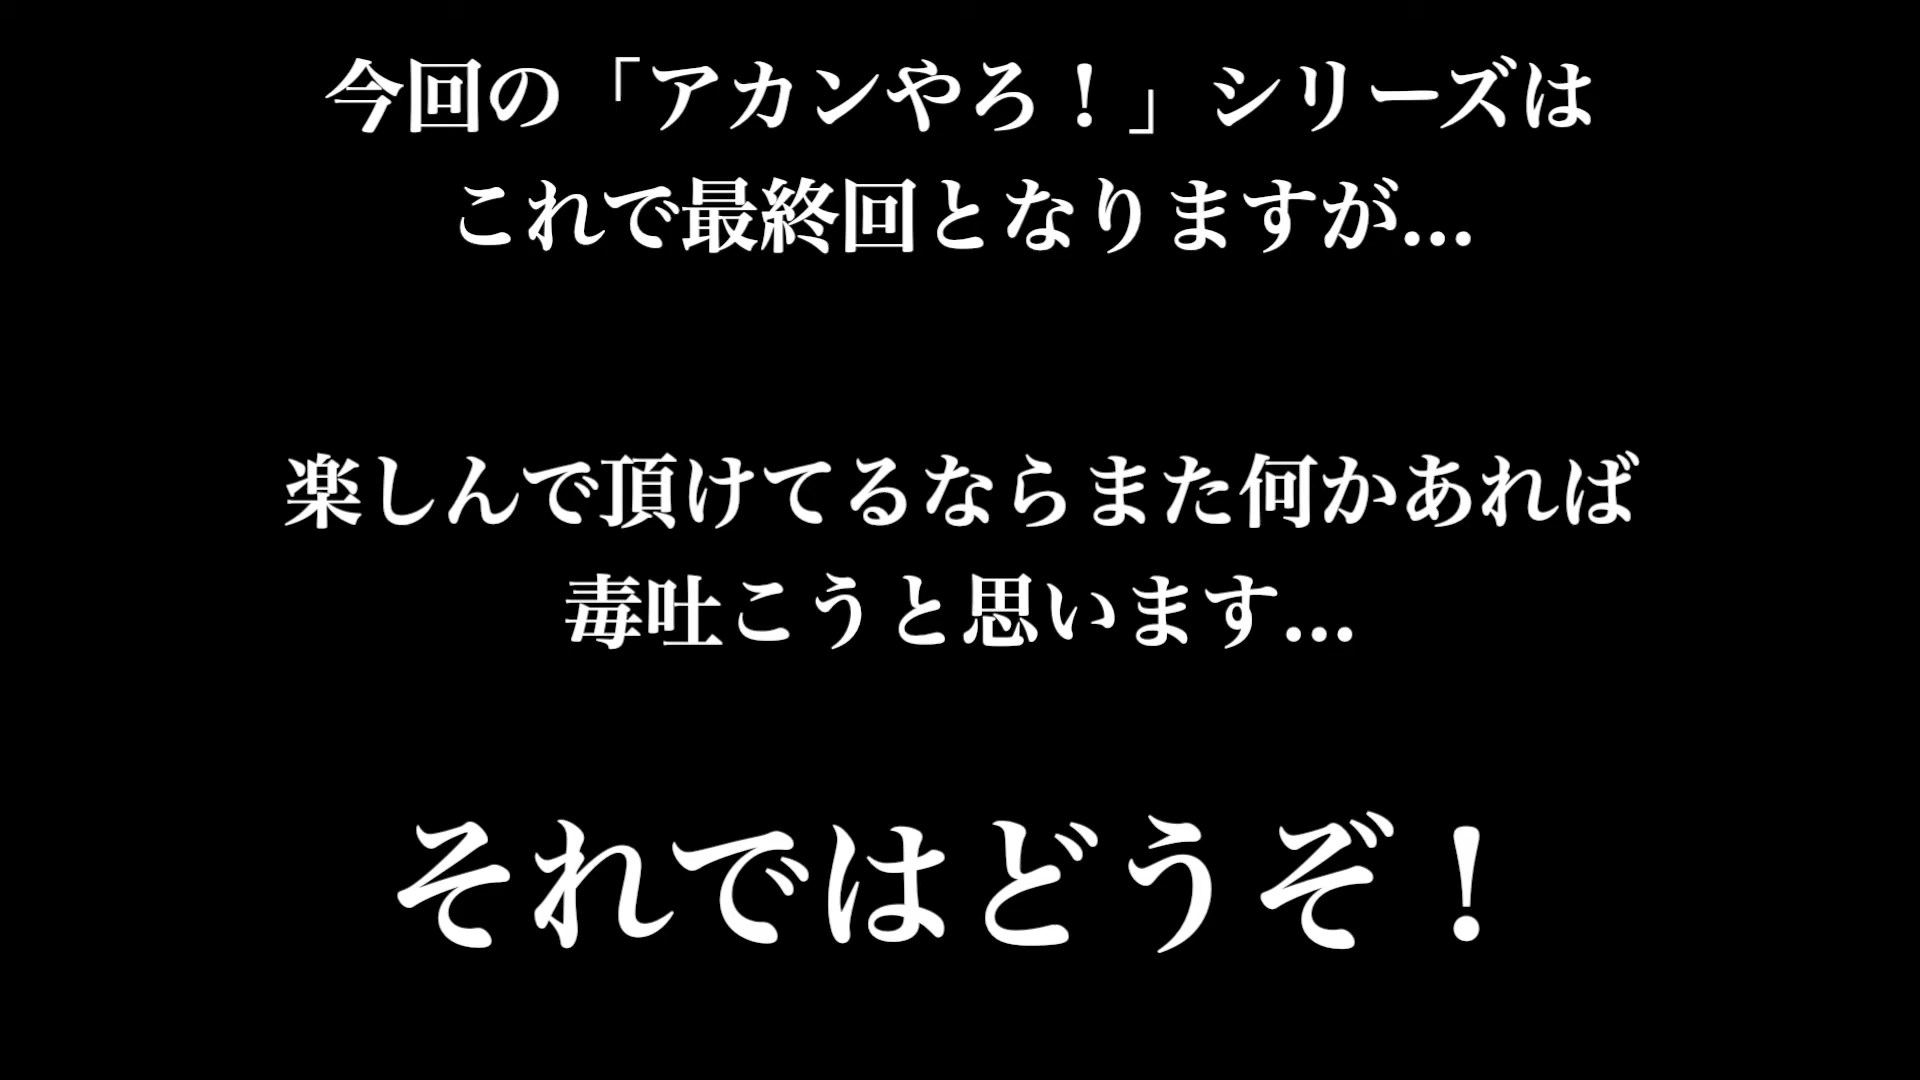 今回の「アカンやろ！」シリーズは
これで最終回となりますが...
楽しんで頂けてるならまた何かあれば
毒吐こうと思います...
それではどうぞ！